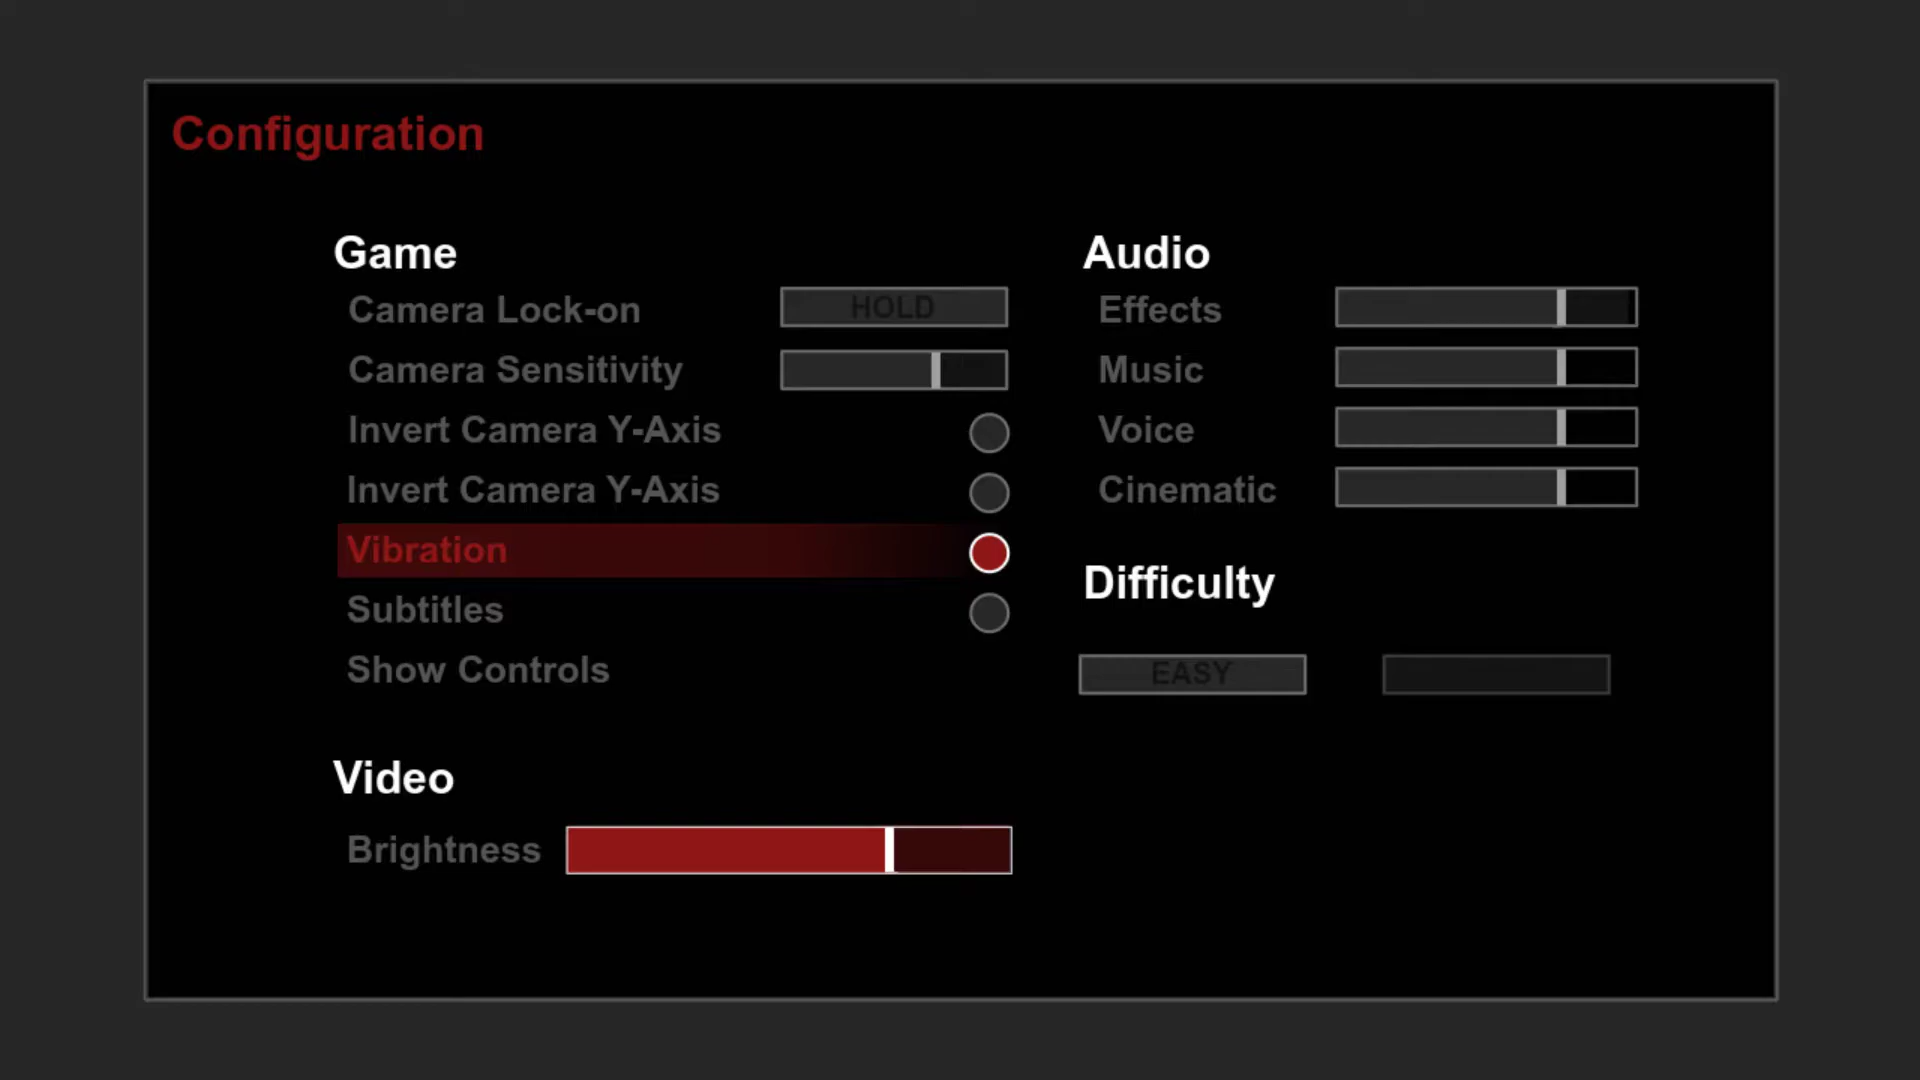 Configuration
Game
Camera Lock-on HOLD
Camera Sensitivity
Invert Camera Y-Axis
Invert Camera Y-Axis
Vibration
Subtitles
Show Controls
Video
Brightness
Audio
Effects
Music
Voice
Cinematic
Difficulty
EASY